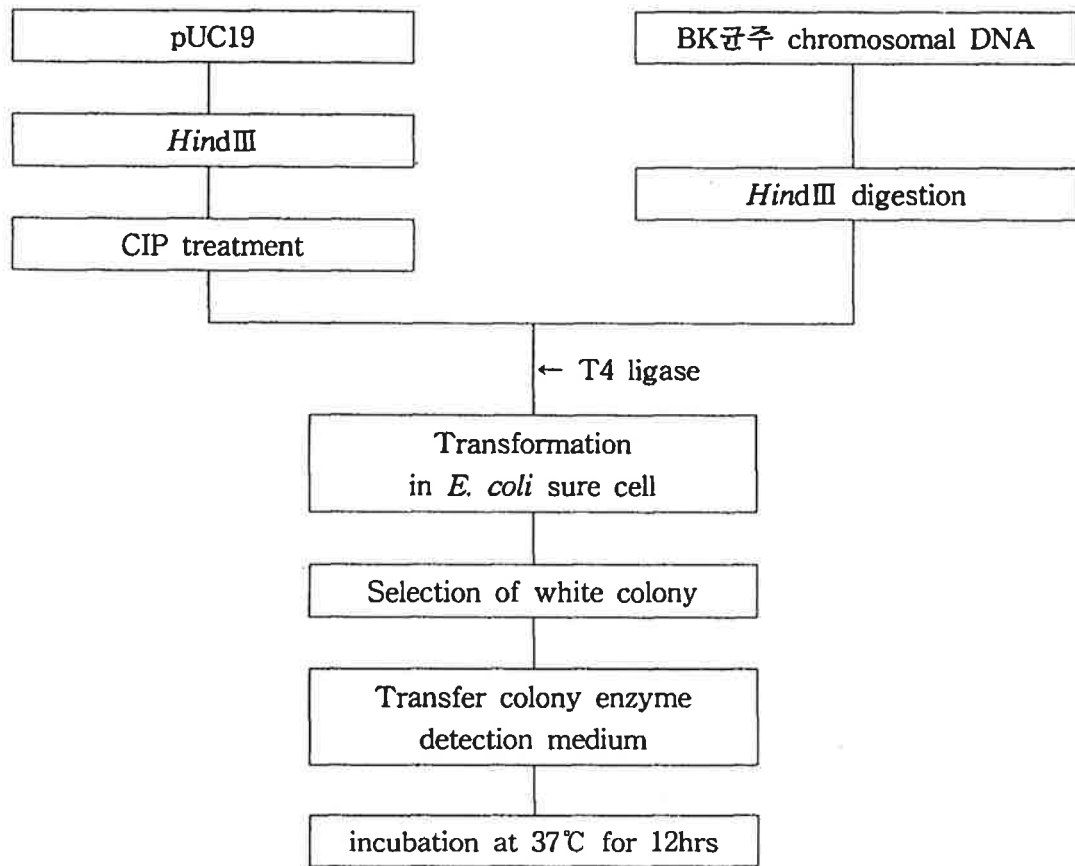 pUC19
BK균주 chromosomal DNA
HindⅢ
HindⅢ digestion
CIP treatment
← T4 ligase
Transformation
in E. coli sure cell
Selection of white colony
Transfer colony enzyme
detection medium
incubation at 37℃ for 12hrs